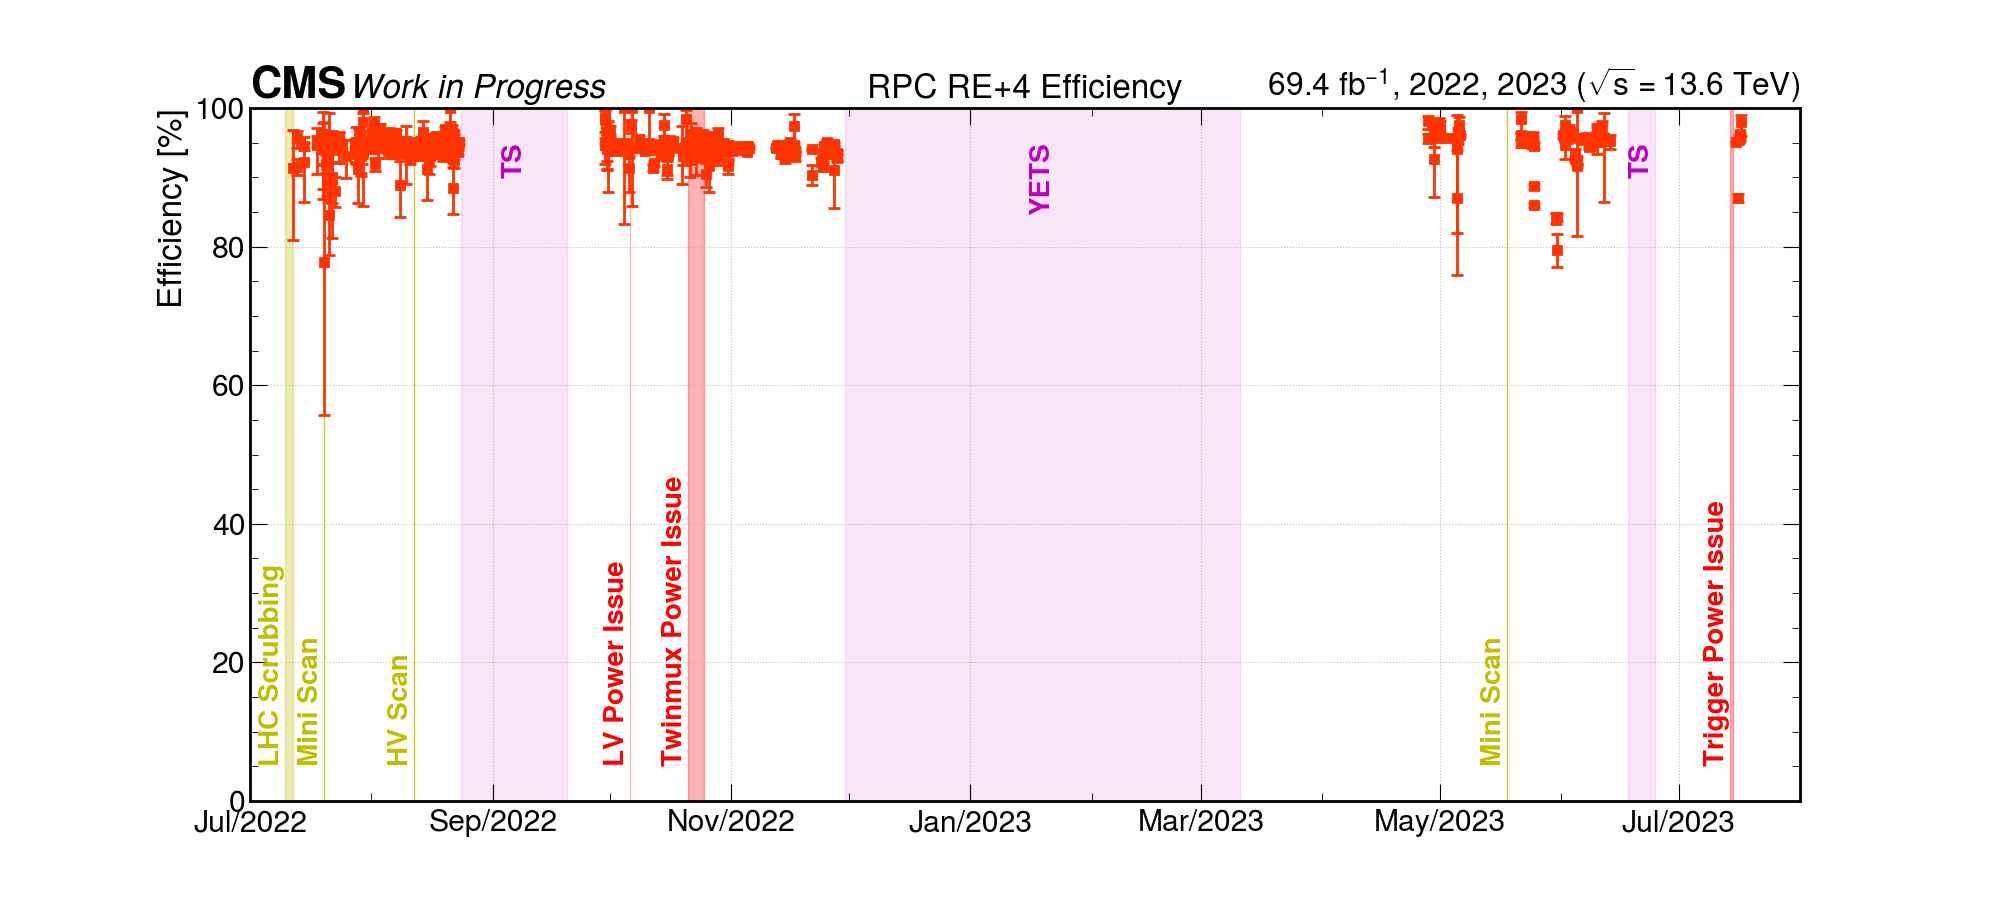 CMS Work in Progress RPC RE+4 Efficiency 69.4 fb⁻¹, 2022, 2023 (√s = 13.6 TeV)
Efficiency [%]
100
80
60
40
20
0
LHC Scrubbing
Mini Scan
HV Scan
TS
LV Power Issue
Twinmux Power Issue
YETS
Mini Scan
TS
Trigger Power Issue
Jul/2022 Sep/2022 Nov/2022 Jan/2023 Mar/2023 May/2023 Jul/2023